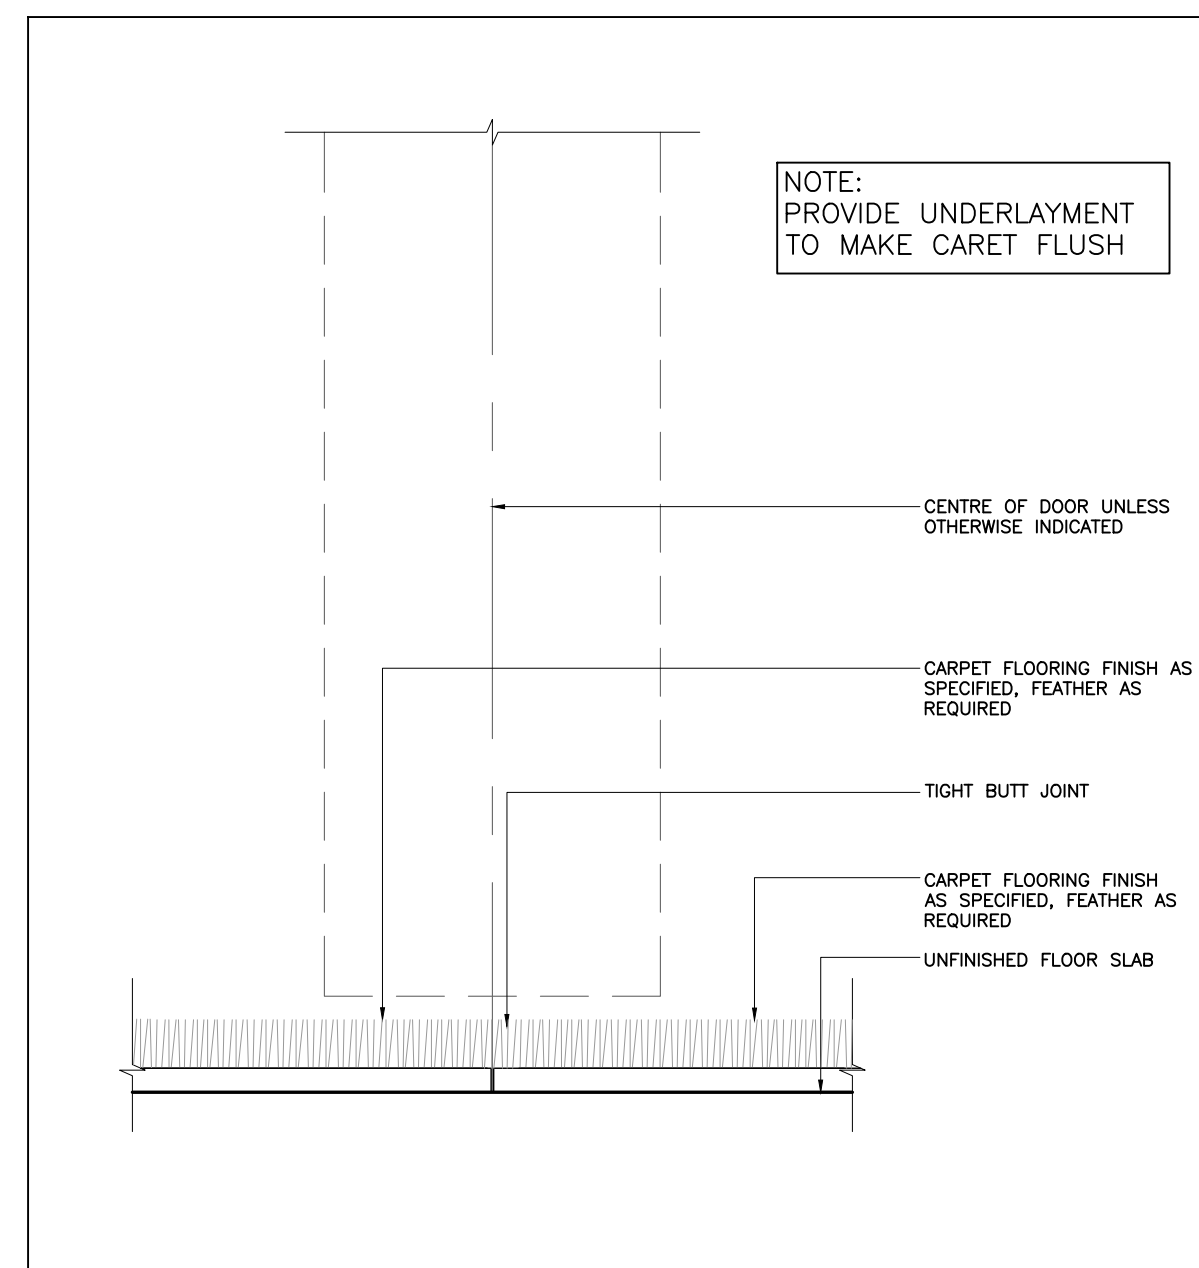 NOTE:
PROVIDE UNDERLAYMENT
TO MAKE CARET FLUSH
CENTRE OF DOOR UNLESS
OTHERWISE INDICATED
CARPET FLOORING FINISH AS
SPECIFIED, FEATHER AS
REQUIRED
TIGHT BUTT JOINT
CARPET FLOORING FINISH
AS SPECIFIED, FEATHER AS
REQUIRED
UNFINISHED FLOOR SLAB